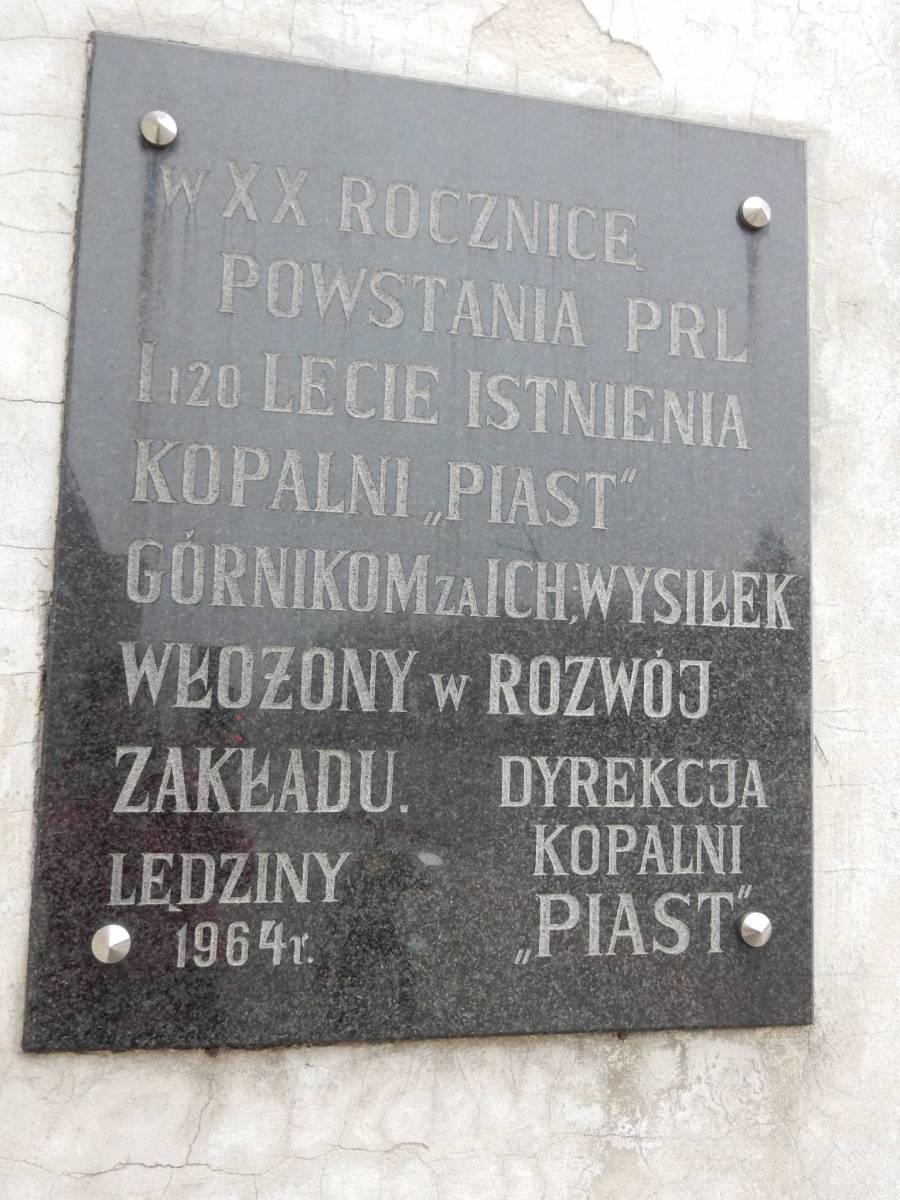 W XX ROCZNICĘ
POWSTANIA PRL
I 120 LECIE ISTNIENIA
KOPALNI „PIAST"
GÓRNIKOM ZA ICH, WYSIŁEK
WŁOŻONY W ROZWÓJ
ZAKŁADU.
LĘDZINY
1964 r.
DYREKCJA
KOPALNI
„PIAST"